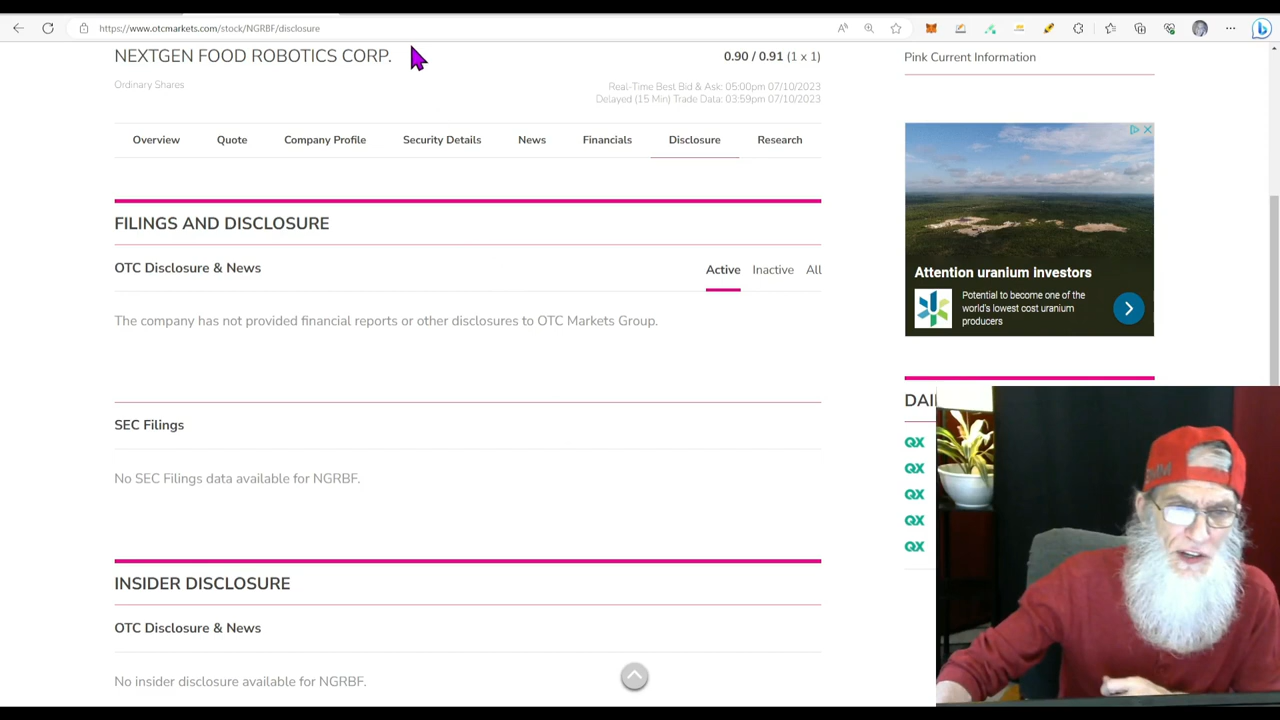 https://www.otcmarkets.com/stock/NGRBF/disclosure
NEXTGEN FOOD ROBOTICS CORP.
0.90 / 0.91 (1 x 1)
Pink Current Information
Ordinary Shares
Real-Time Best Bid & Ask: 05:00pm 07/10/2023
Delayed (15 Min) Trade Data: 03:59pm 07/10/2023
Overview Quote Company Profile Security Details News Financials Disclosure Research
FILINGS AND DISCLOSURE
OTC Disclosure & News
Active Inactive All
The company has not provided financial reports or other disclosures to OTC Markets Group.
Attention uranium investors
Potential to become one of the
world's lowest cost uranium
producers
SEC Filings
No SEC Filings data available for NGRBF.
DAI
QX
QX
QX
QX
QX
INSIDER DISCLOSURE
OTC Disclosure & News
No insider disclosure available for NGRBF.